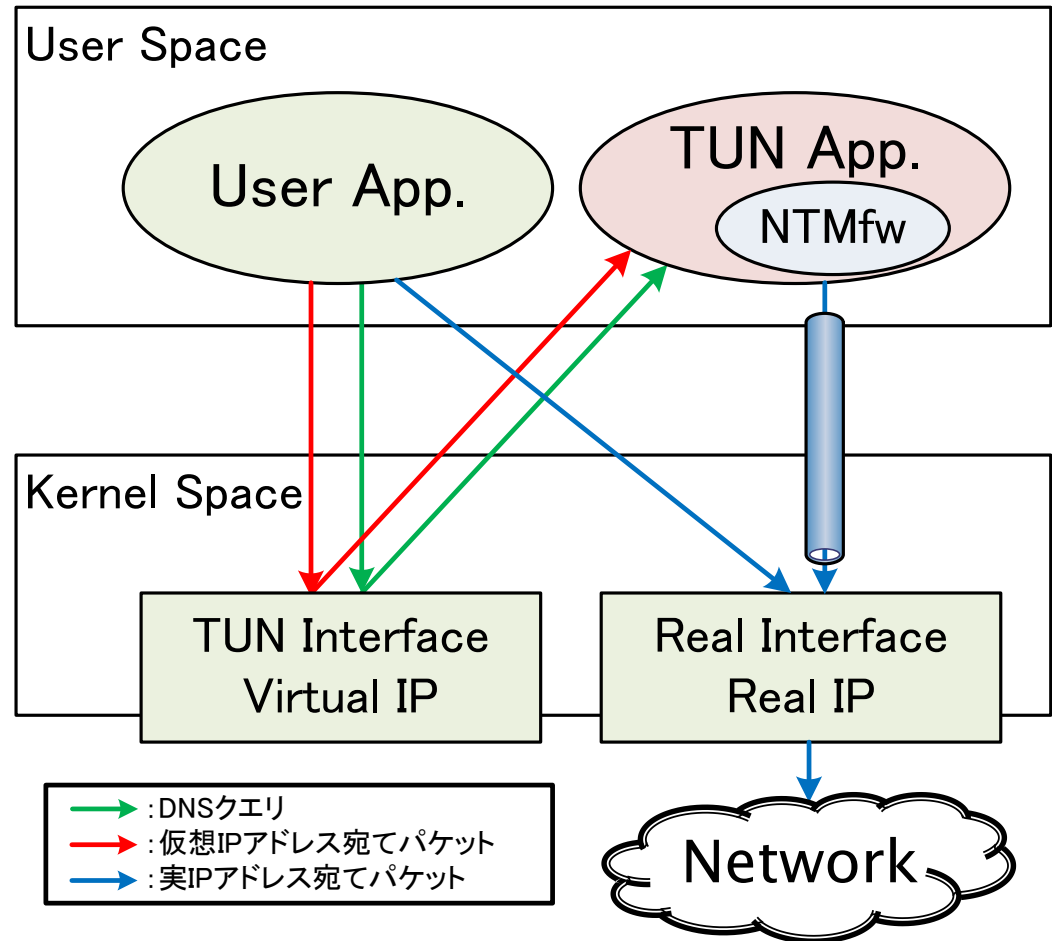 User Space
User App.
TUN App.
NTMfw
Kernel Space
TUN Interface
Virtual IP
Real Interface
Real IP
:DNSクエリ
:仮想IPアドレス宛てパケット
:実IPアドレス宛てパケット
Network